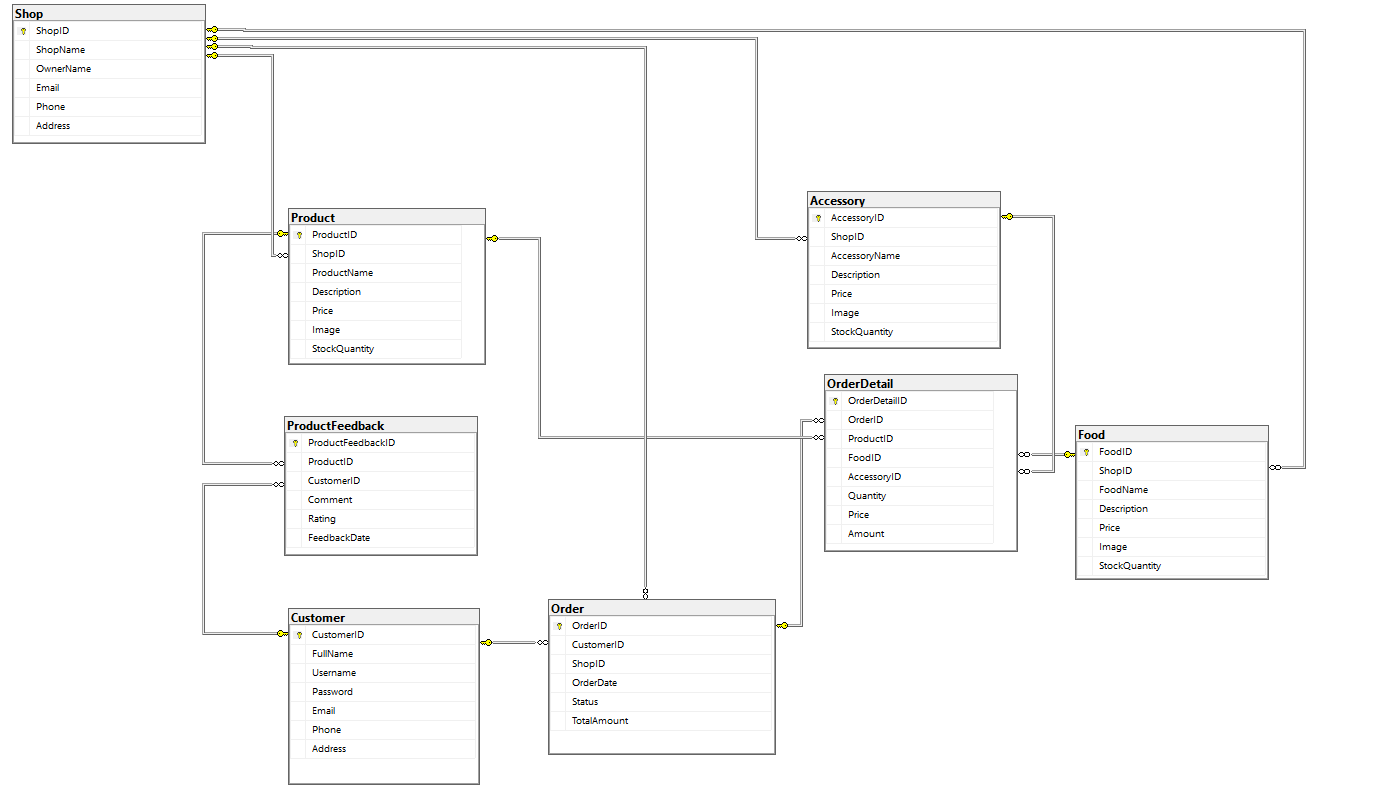 Shop
ShopID
ShopName
OwnerName
Email
Phone
Address
Product
ProductID
ShopID
ProductName
Description
Price
Image
StockQuantity
Accessory
AccessoryID
ShopID
AccessoryName
Description
Price
Image
StockQuantity
OrderDetail
OrderDetailID
OrderID
ProductID
FoodID
AccessoryID
Quantity
Price
Amount
Food
FoodID
ShopID
FoodName
Description
Price
Image
StockQuantity
ProductFeedback
ProductFeedbackID
ProductID
CustomerID
Comment
Rating
FeedbackDate
Customer
CustomerID
FullName
Username
Password
Email
Phone
Address
Order
OrderID
CustomerID
ShopID
OrderDate
Status
TotalAmount